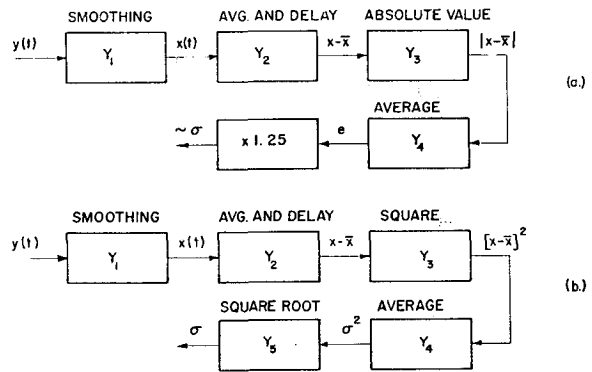 SMOOTHING AVG. AND DELAY ABSOLUTE VALUE
y(t) Y₁ x(t) Y₂ x-x̅ Y₃ |x-x̅|
(a.)
AVERAGE
~σ x 1.25 e Y₄
SMOOTHING AVG. AND DELAY SQUARE
y(t) Y₁ x(t) Y₂ x-x̅ Y₃ [x-x̅]²
(b.)
SQUARE ROOT AVERAGE
σ Y₅ σ² Y₄